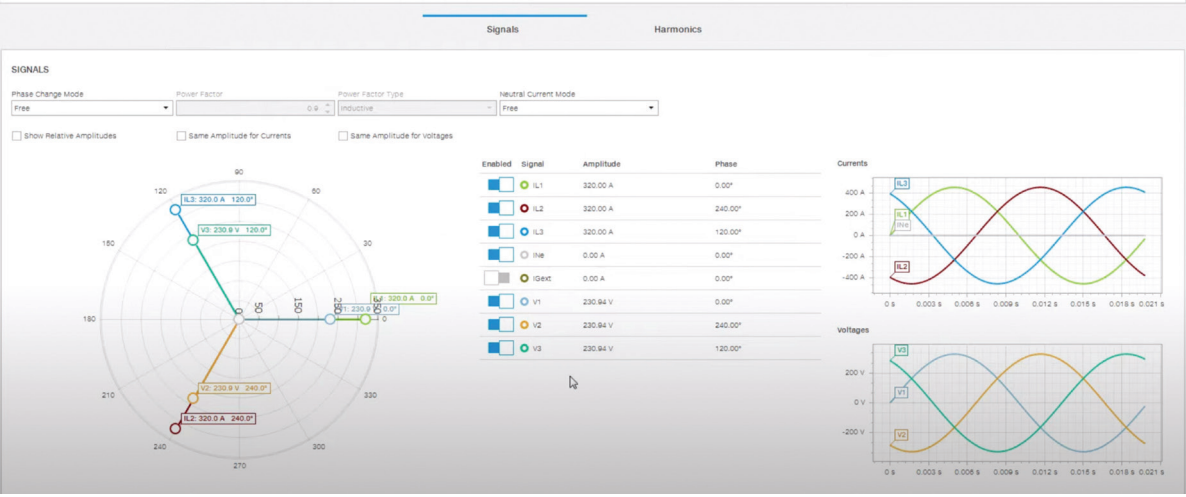 Signals Harmonics
SIGNALS
Phase Change Mode Power Factor Power Factor Type Neutral Current Mode
Free 0.9 Inductive Free
Show Relative Amplitudes Same Amplitude for Currents Same Amplitude for Voltages
Enabled Signal Amplitude Phase
IL1 320.00 A 0.00°
IL2 320.00 A 240.00°
IL3 320.00 A 120.00°
INe 0.00 A 0.00°
IGext 0.00 A 0.00°
V1 230.94 V 0.00°
V2 230.94 V 240.00°
V3 230.94 V 120.00°
90
120 60
IL3: 320.0 A 120.0°
V3: 230.9 V 120.0°
150 30
320.0 A 0.0°
180 0 50 150 0
V2: 230.9 V 240.0°
210 330
IL2: 320.0 A 240.0°
240 300
270
Currents
IL3
400 A
200 A
IL1
INe
0 A
-200 A
IL2
-400 A
0 s 0.003 s 0.006 s 0.009 s 0.012 s 0.015 s 0.018 s 0.021 s
Voltages
V3
200 V
V1
0 V
V2
-200 V
0 s 0.003 s 0.006 s 0.009 s 0.012 s 0.015 s 0.018 s 0.021 s